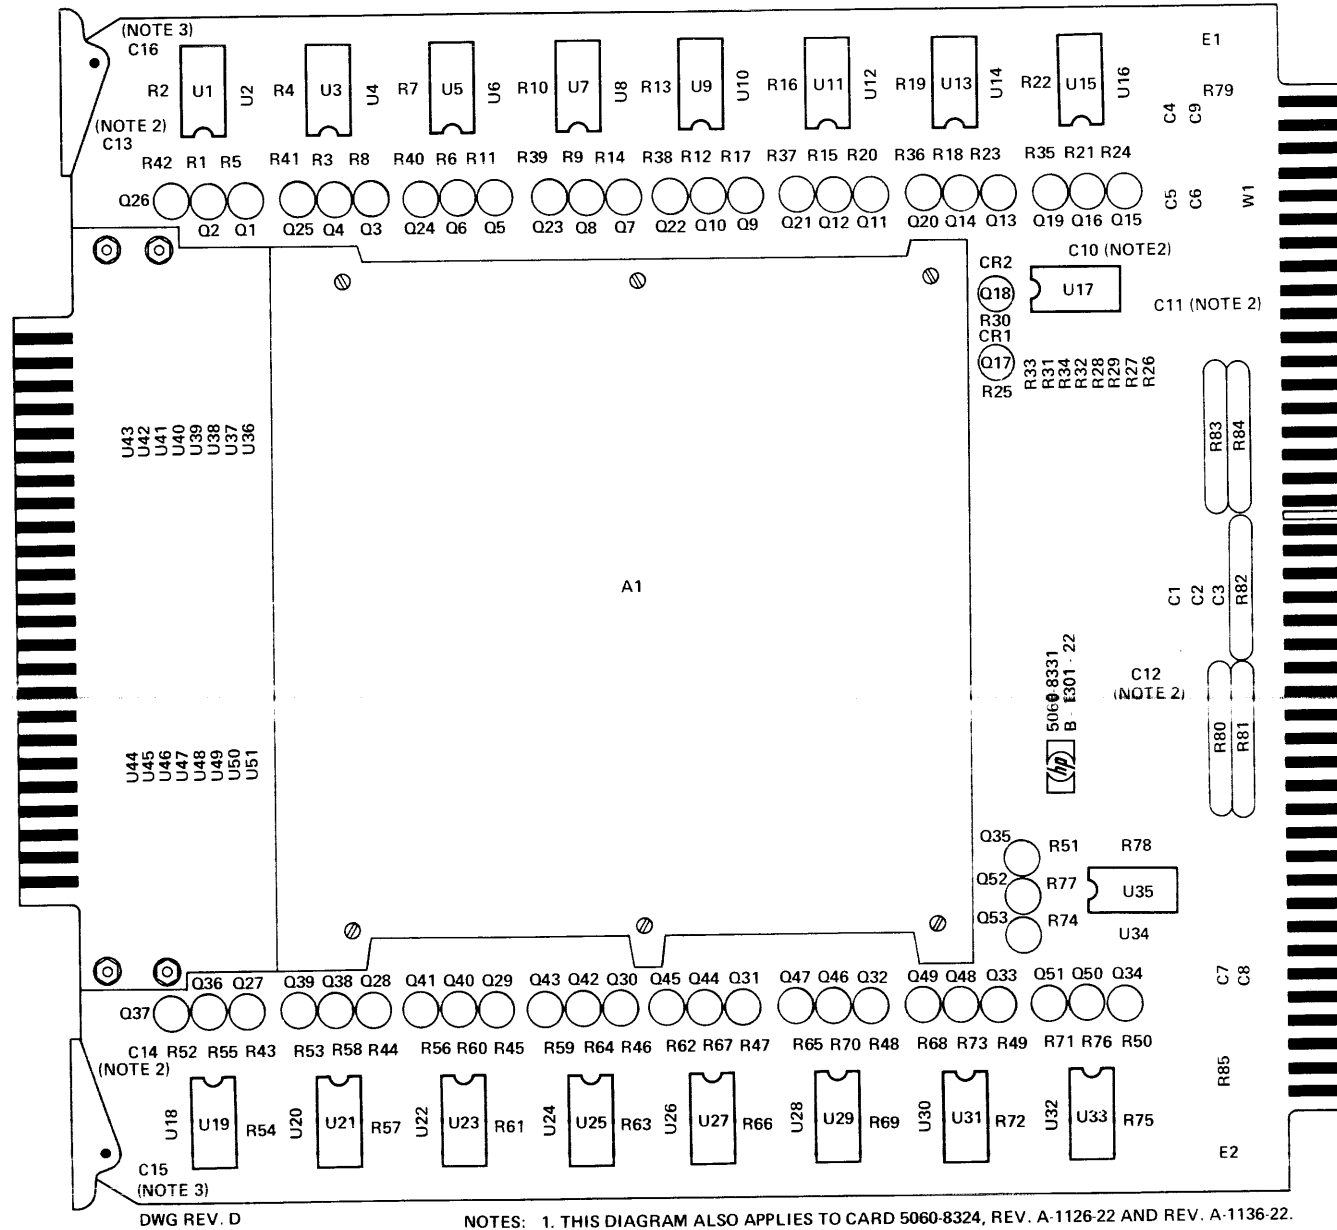 (NOTE 3)
C16
E1
R2 U1 U2 R4 U3 U4 R7 U5 U6 R10 U7 U8 R13 U9 U10 R16 U11 U12 R19 U13 U14 R22 U15 U16
R79
C4 C9
(NOTE 2)
C13
R42 R1 R5 R41 R3 R8 R40 R6 R11 R39 R9 R14 R38 R12 R17 R37 R15 R20 R36 R18 R23 R35 R21 R24
Q26
C5 C6 W1
Q2 Q1 Q25 Q4 Q3 Q24 Q6 Q5 Q23 Q8 Q7 Q22 Q10 Q9 Q21 Q12 Q11 Q20 Q14 Q13 Q19 Q16 Q15
C10 (NOTE2)
CR2
Q18
U17
C11 (NOTE 2)
R30
CR1
Q17
R25
R33 R31 R34 R32 R28 R29 R27 R26
U43 U42 U41 U40 U39 U38 U37 U36
R83 R84
A1
C1 C2 C3 R82
5060-8331
B - 1301 - 22
hp
C12
(NOTE 2)
R80 R81
U44 U45 U46 U47 U48 U49 U50 U51
Q35 R51 R78
Q52 R77 U35
Q53 R74 U34
C7 C8
Q36 Q27 Q39 Q38 Q28 Q41 Q40 Q29 Q43 Q42 Q30 Q45 Q44 Q31 Q47 Q46 Q32 Q49 Q48 Q33 Q51 Q50 Q34
Q37
C14 R52 R55 R43 R53 R58 R44 R56 R60 R45 R59 R64 R46 R62 R67 R47 R65 R70 R48 R68 R73 R49 R71 R76 R50
(NOTE 2)
R85
U18 U19 R54 U20 U21 R57 U22 U23 R61 U24 U25 R63 U26 U27 R66 U28 U29 R69 U30 U31 R72 U32 U33 R75
E2
C15
(NOTE 3)
DWG REV. D
NOTES: 1. THIS DIAGRAM ALSO APPLIES TO CARD 5060-8324, REV. A-1126-22 AND REV. A-1136-22.